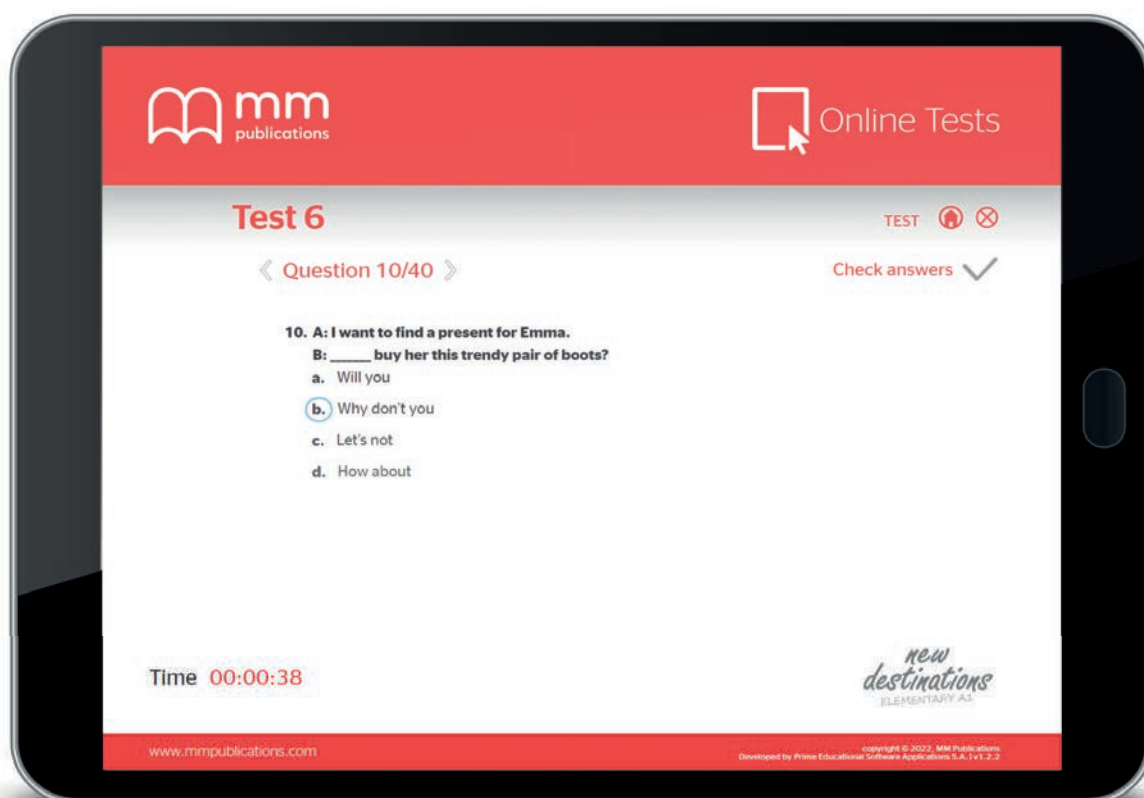 mm
publications
Online Tests
Test 6
TEST
Question 10/40
Check answers
10. A: I want to find a present for Emma.
B: ______ buy her this trendy pair of boots?
a. Will you
b. Why don't you
c. Let's not
d. How about
Time 00:00:38
new
destinations
ELEMENTARY A1
www.mmpublications.com
copyright © 2022, MM Publications
Developed by Prime Educational Software Applications S.A. | v1.2.2